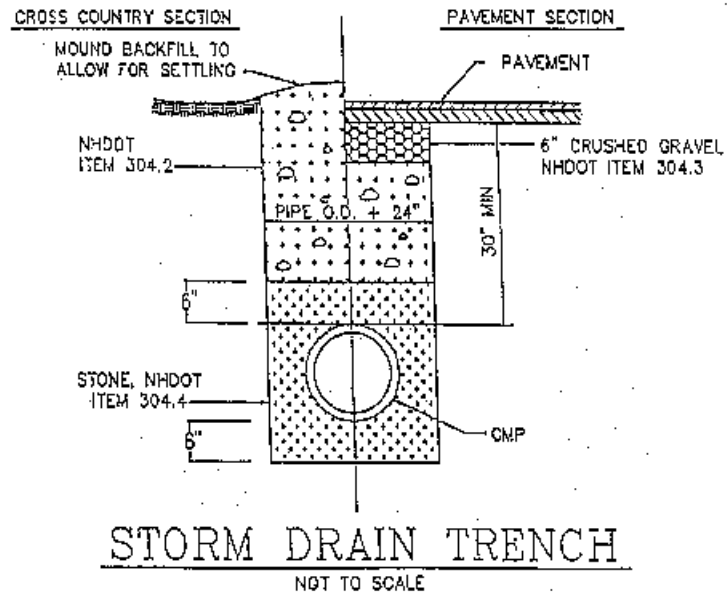 CROSS COUNTRY SECTION
PAVEMENT SECTION
MOUND BACKFILL TO
ALLOW FOR SETTLING
PAVEMENT
NHDOT
ITEM 304.2
6" CRUSHED GRAVEL
NHDOT ITEM 304.3
PIPE O.D. + 24"
30" MIN
6"
STONE, NHDOT
ITEM 304.4
6"
CMP
STORM DRAIN TRENCH
NOT TO SCALE